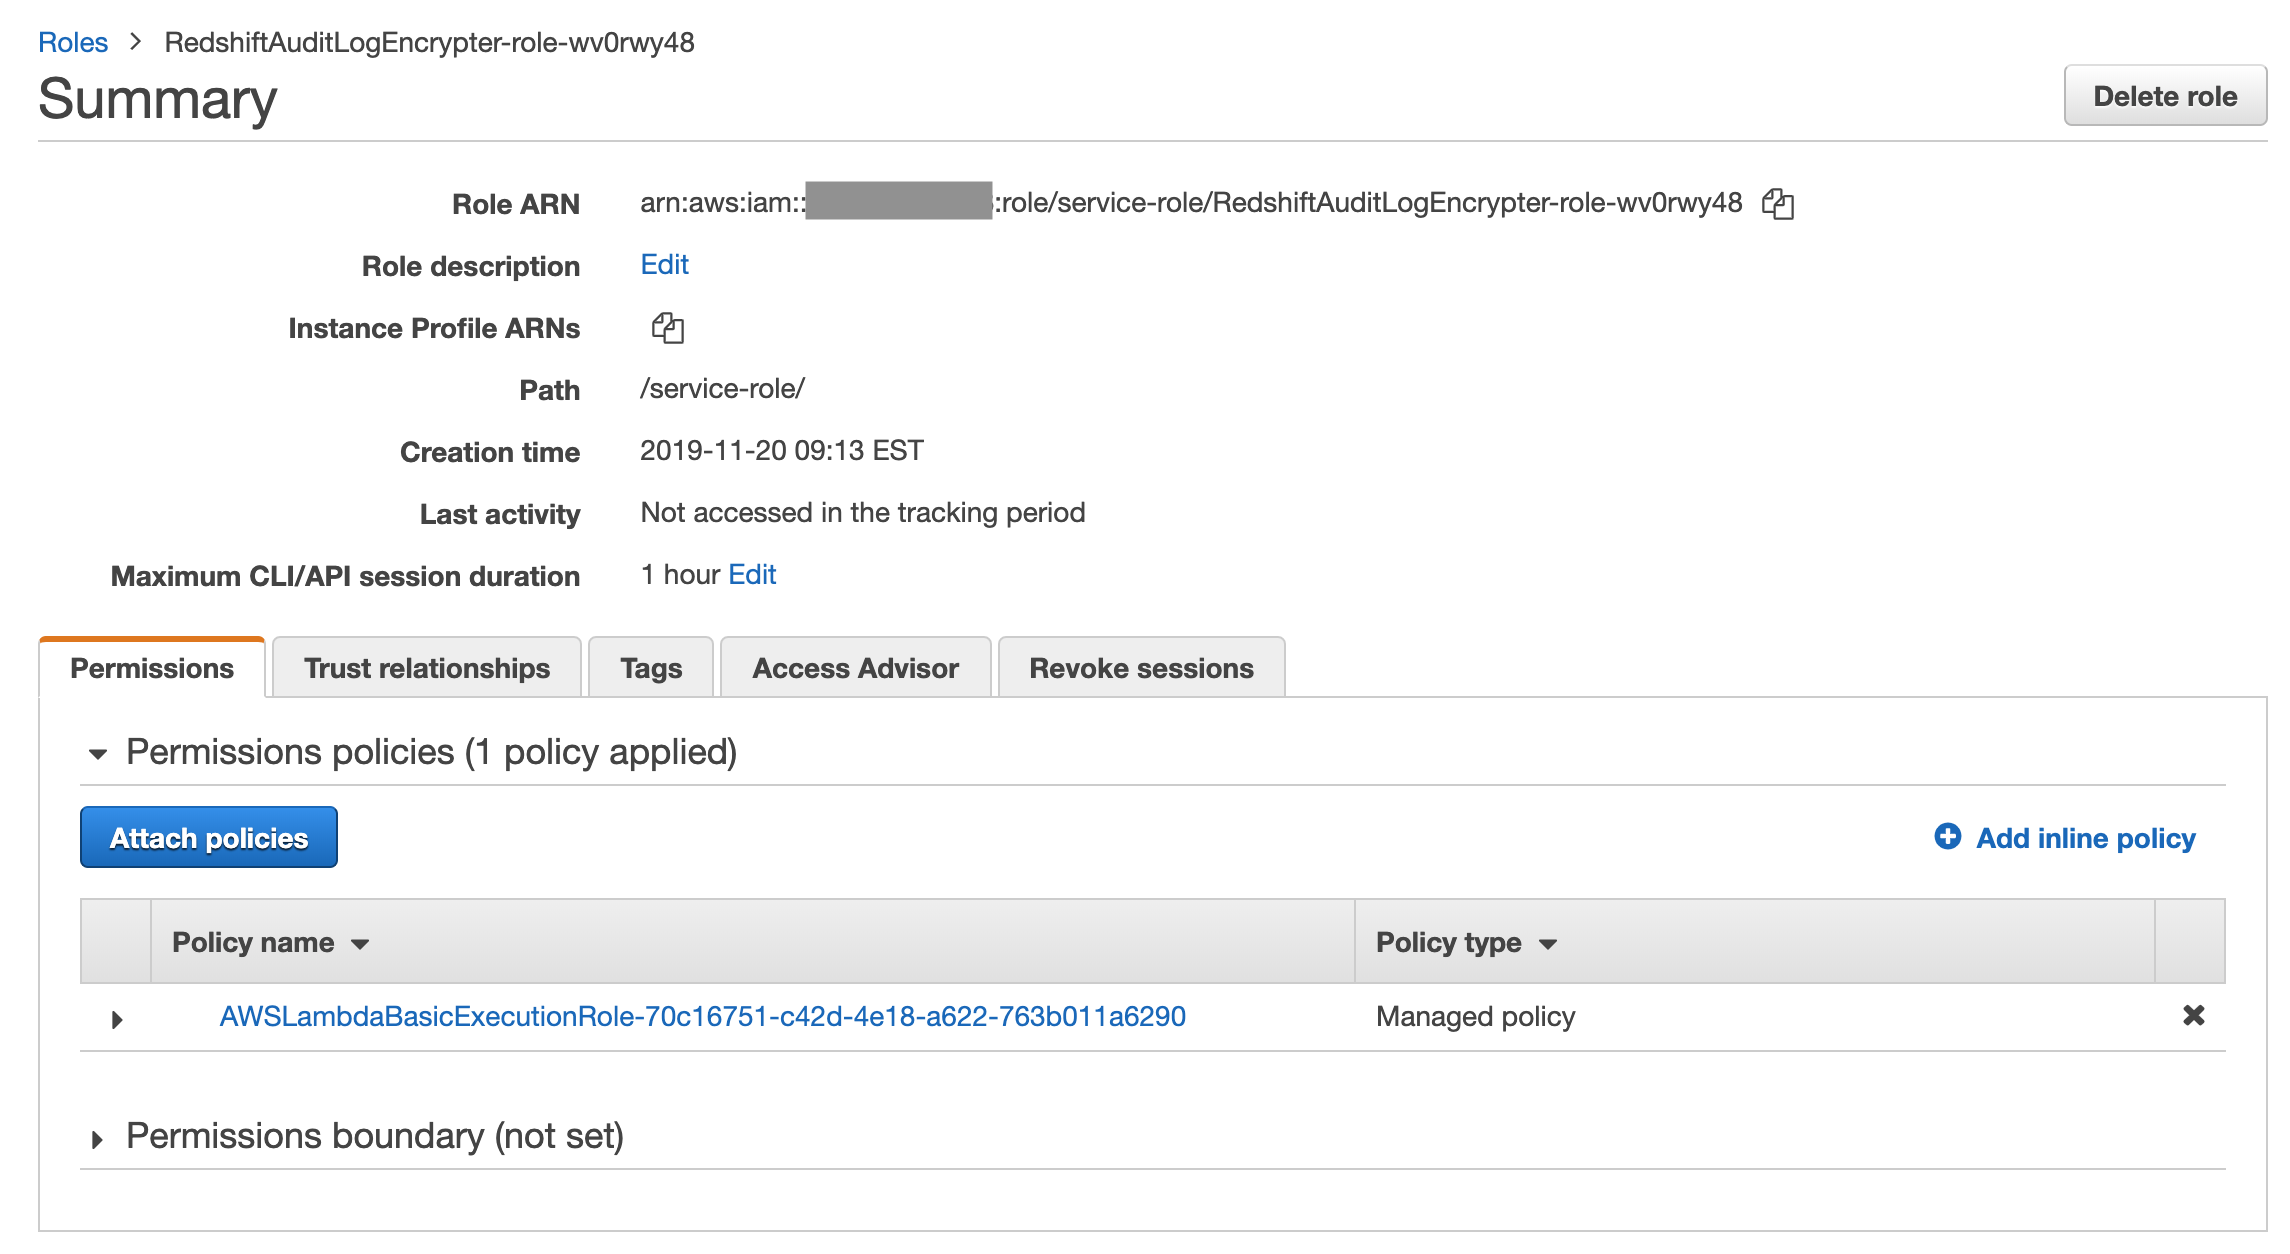 Roles > RedshiftAuditLogEncrypter-role-wv0rwy48
Summary
Delete role
Role ARN arn:aws:iam:: :role/service-role/RedshiftAuditLogEncrypter-role-wv0rwy48
Role description Edit
Instance Profile ARNs
Path /service-role/
Creation time 2019-11-20 09:13 EST
Last activity Not accessed in the tracking period
Maximum CLI/API session duration 1 hour Edit
Permissions Trust relationships Tags Access Advisor Revoke sessions
Permissions policies (1 policy applied)
Attach policies Add inline policy
Policy name Policy type
AWSLambdaBasicExecutionRole-70c16751-c42d-4e18-a622-763b011a6290 Managed policy
Permissions boundary (not set)